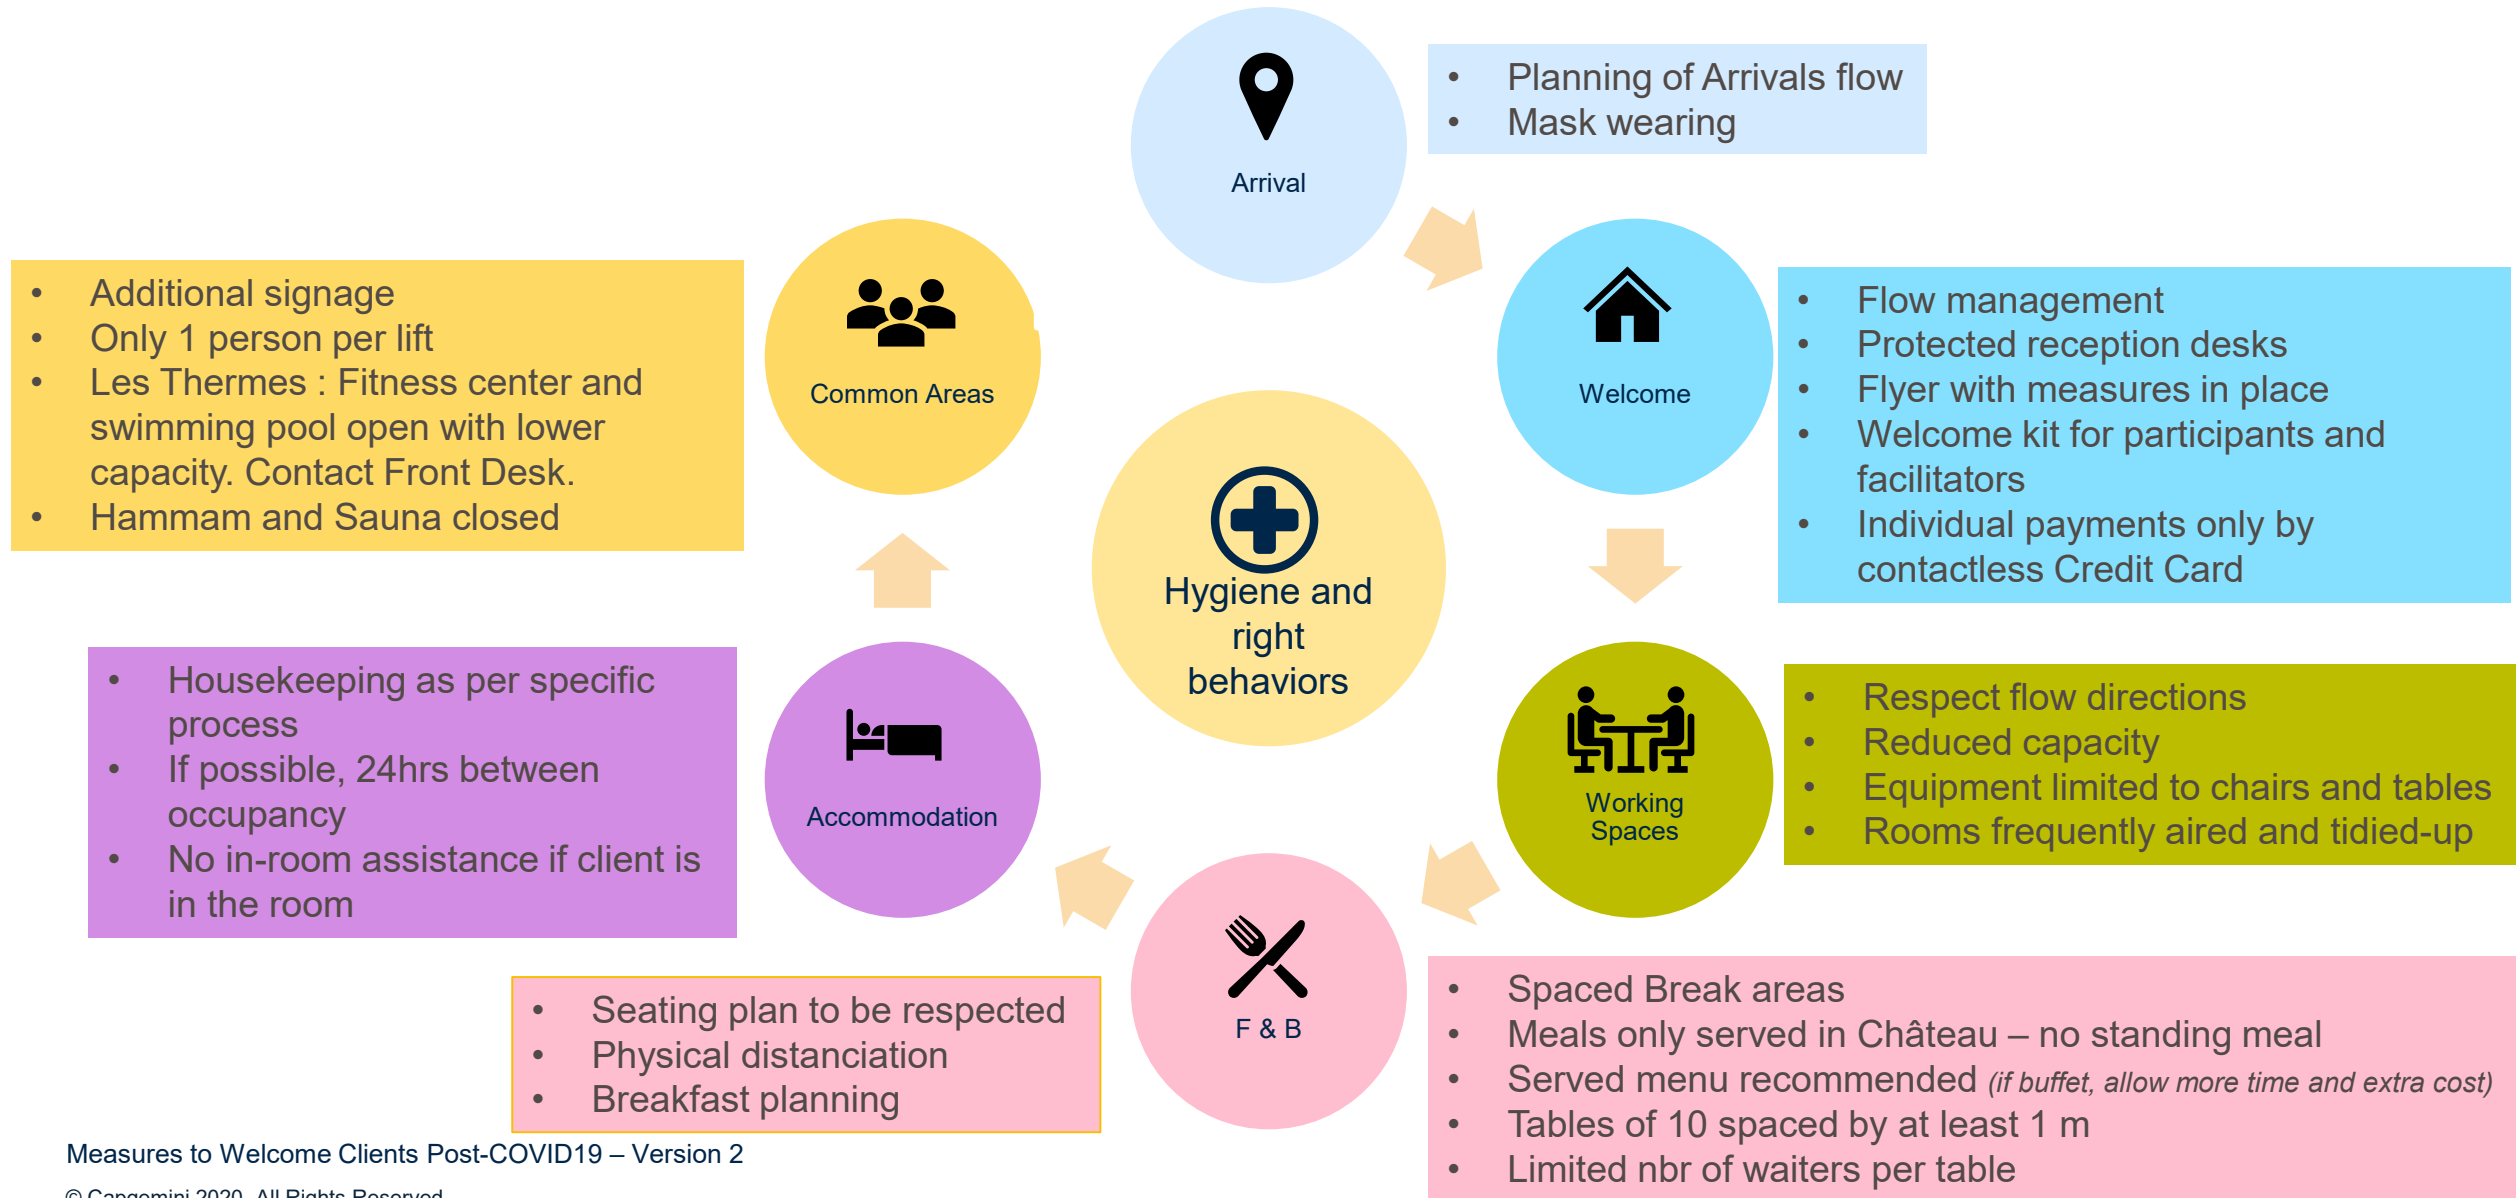 Arrival
• Planning of Arrivals flow
• Mask wearing
Welcome
• Flow management
• Protected reception desks
• Flyer with measures in place
• Welcome kit for participants and
facilitators
• Individual payments only by
contactless Credit Card
Working
Spaces
• Respect flow directions
• Reduced capacity
• Equipment limited to chairs and tables
• Rooms frequently aired and tidied-up
F & B
• Spaced Break areas
• Meals only served in Château – no standing meal
• Served menu recommended (if buffet, allow more time and extra cost)
• Tables of 10 spaced by at least 1 m
• Limited nbr of waiters per table
• Seating plan to be respected
• Physical distanciation
• Breakfast planning
Accommodation
• Housekeeping as per specific
process
• If possible, 24hrs between
occupancy
• No in-room assistance if client is
in the room
Common Areas
• Additional signage
• Only 1 person per lift
• Les Thermes : Fitness center and
swimming pool open with lower
capacity. Contact Front Desk.
• Hammam and Sauna closed
Hygiene and
right
behaviors
Measures to Welcome Clients Post-COVID19 – Version 2
© Capgemini 2020. All Rights Reserved